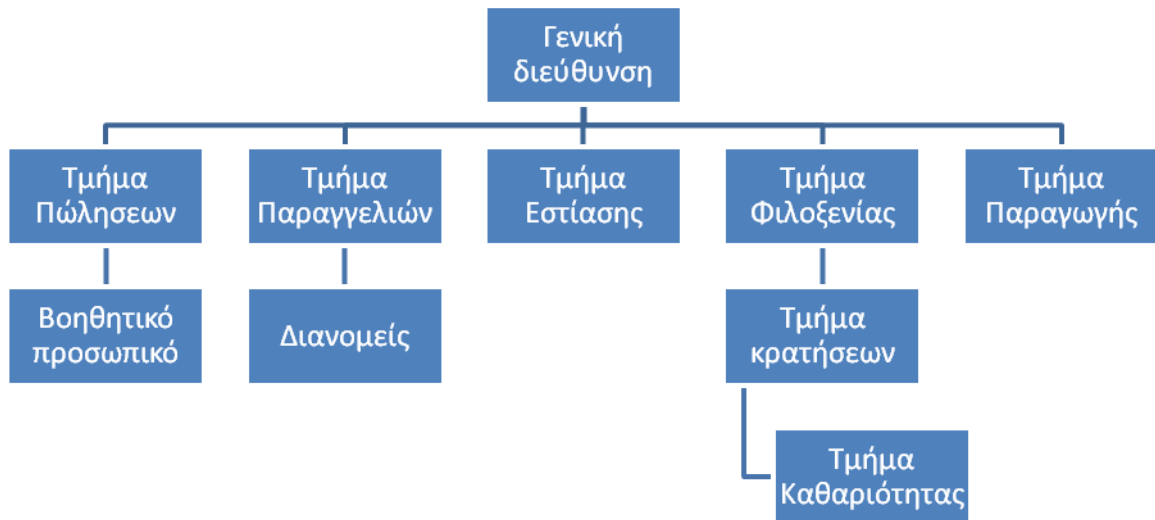 Γενική
διεύθυνση
Τμήμα
Πώλησεων
Τμήμα
Παραγγελιών
Τμήμα
Εστίασης
Τμήμα
Φιλοξενίας
Τμήμα
Παραγωγής
Βοηθητικό
προσωπικό
Διανομείς
Τμήμα
κρατήσεων
Τμήμα
Καθαριότητας